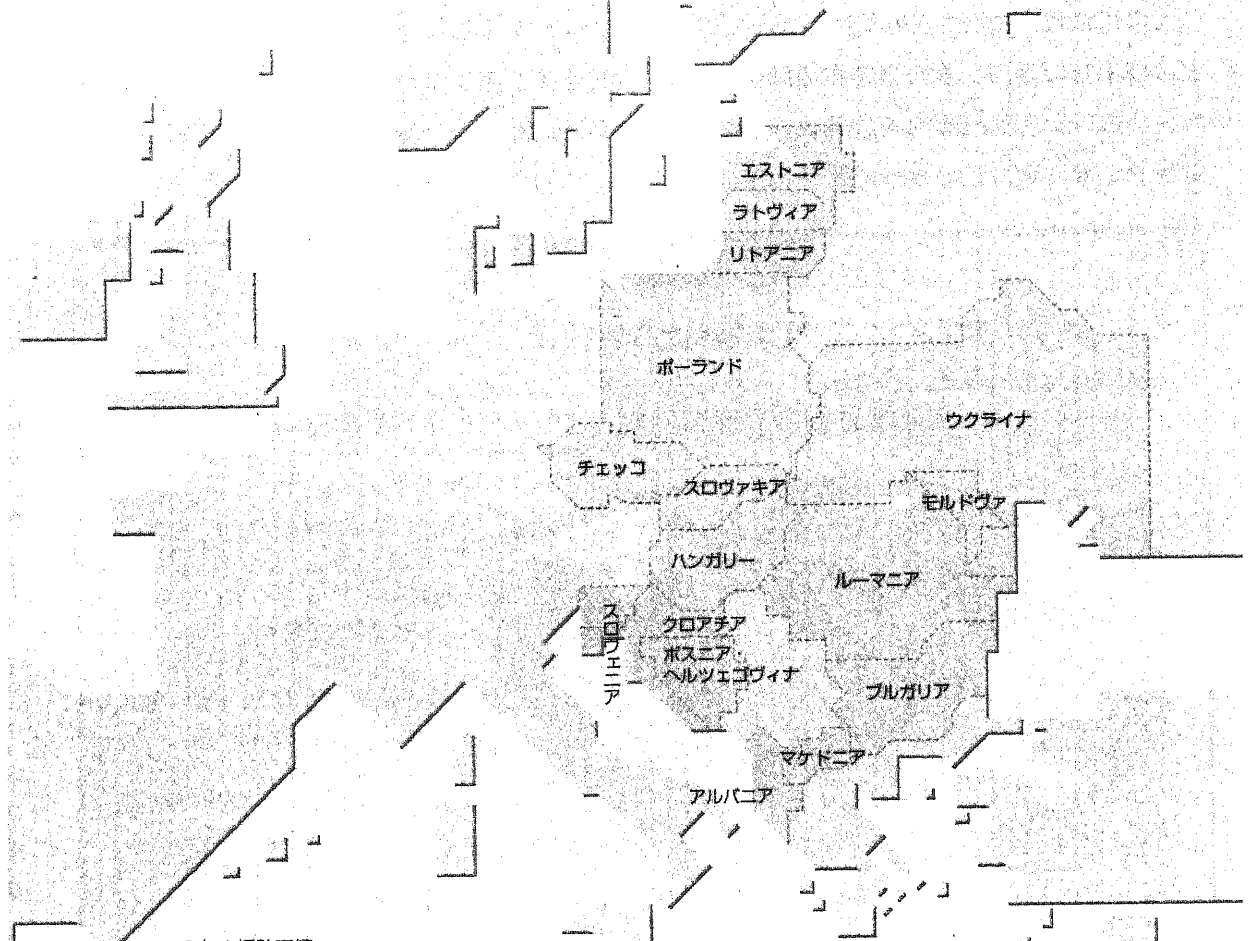 エストニア
ラトヴィア
リトアニア
ポーランド
ウクライナ
チェッコ
スロヴァキア
モルドヴァ
ハンガリー
ルーマニア
スロヴェニア
クロアチア
ボスニア・
ヘルツェゴヴィナ
ブルガリア
マケドニア
アルバニア